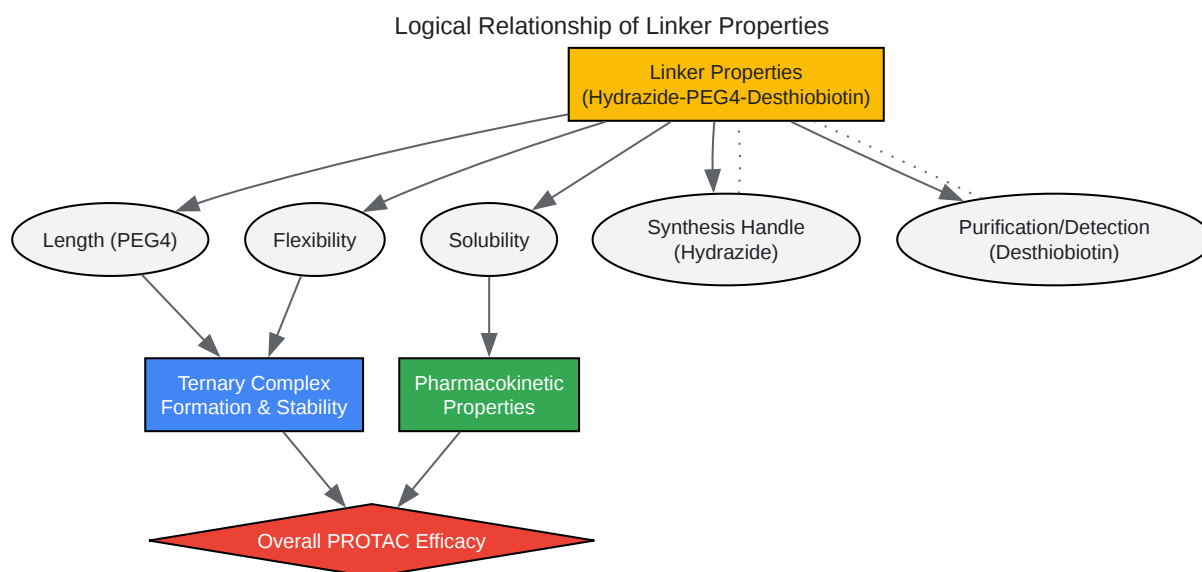 Logical Relationship of Linker Properties
Linker Properties
(Hydrazide-PEG4-Desthiobiotin)
Length (PEG4)
Flexibility
Solubility
Synthesis Handle
(Hydrazide)
Purification/Detection
(Desthiobiotin)
Ternary Complex
Formation & Stability
Pharmacokinetic
Properties
Overall PROTAC Efficacy